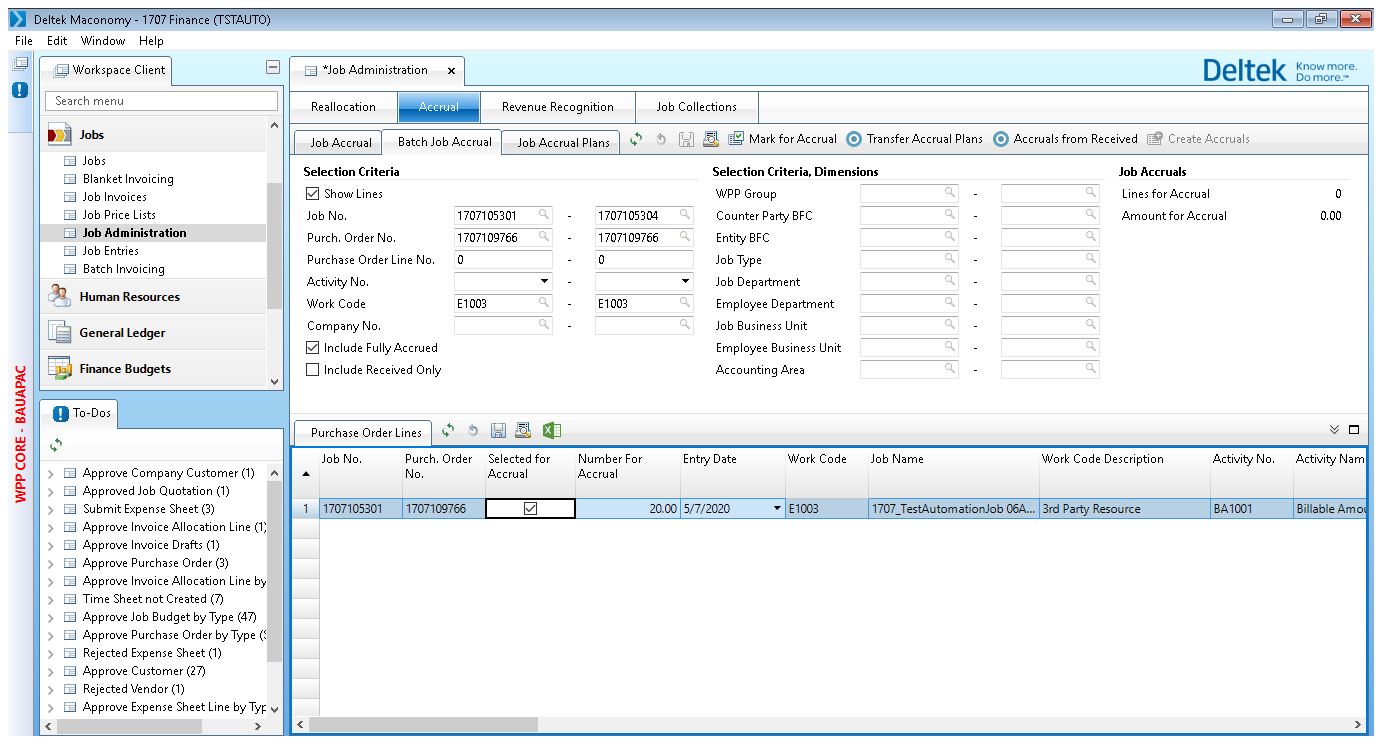 Deltek Maconomy - 1707 Finance (TSTAUTO)
File Edit Window Help
Workspace Client
Search menu
Jobs
Jobs
Blanket Invoicing
Job Invoices
Job Price Lists
Job Administration
Job Entries
Batch Invoicing
Human Resources
General Ledger
Finance Budgets
WPP CORE - BAUAPAC
To-Dos
Approve Company Customer (1)
Approved Job Quotation (1)
Submit Expense Sheet (3)
Approve Invoice Allocation Line (1)
Approve Invoice Drafts (1)
Approve Purchase Order (3)
Approve Invoice Allocation Line by
Time Sheet not Created (7)
Approve Job Budget by Type (47)
Approve Purchase Order by Type (
Rejected Expense Sheet (1)
Approve Customer (27)
Rejected Vendor (1)
Approve Expense Sheet Line by Typ
*Job Administration
Deltek Know more. Do more.™
Reallocation Accrual Revenue Recognition Job Collections
Job Accrual Batch Job Accrual Job Accrual Plans Mark for Accrual Transfer Accrual Plans Accruals from Received Create Accruals
Selection Criteria
Show Lines
Job No. 1707105301 - 1707105304
Purch. Order No. 1707109766 - 1707109766
Purchase Order Line No. 0 - 0
Activity No. -
Work Code E1003 - E1003
Company No. -
Include Fully Accrued
Include Received Only
Selection Criteria, Dimensions
WPP Group -
Counter Party BFC -
Entity BFC -
Job Type -
Job Department -
Employee Department -
Job Business Unit -
Employee Business Unit -
Accounting Area -
Job Accruals
Lines for Accrual 0
Amount for Accrual 0.00
Purchase Order Lines
Job No. Purch. Order No. Selected for Accrual Number For Accrual Entry Date Work Code Job Name Work Code Description Activity No. Activity Nam
1 1707105301 1707109766 20.00 5/7/2020 E1003 1707_TestAutomationJob 06A... 3rd Party Resource BA1001 Billable Amou